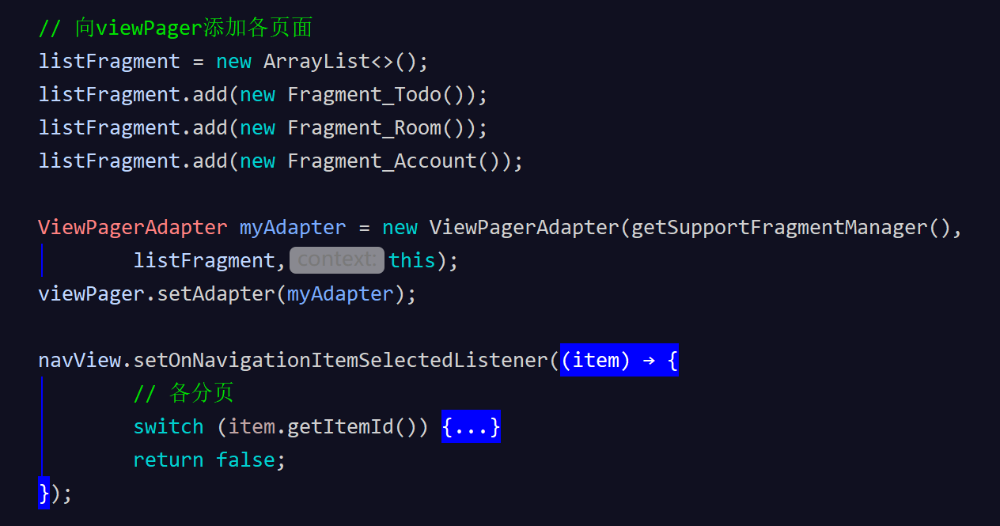 // 向viewPager添加各页面
listFragment = new ArrayList<>();
listFragment.add(new Fragment_Todo());
listFragment.add(new Fragment_Room());
listFragment.add(new Fragment_Account());
ViewPagerAdapter myAdapter = new ViewPagerAdapter(getSupportFragmentManager(),
listFragment, context: this);
viewPager.setAdapter(myAdapter);
navView.setOnNavigationItemSelectedListener((item) → {
// 各分页
switch (item.getItemId()) {...}
return false;
});